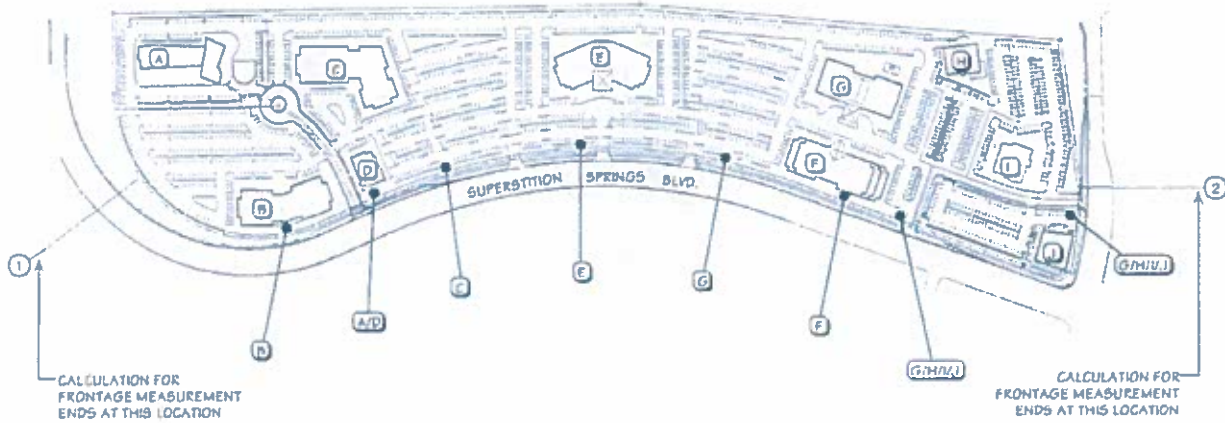 A
C
E
G
H
I
D
F
B
J
SUPERSTITION SPRINGS BLVD.
1
2
B
A/D
C
E
G
F
G/H/I/J
G/H/I/J
CALCULATION FOR
FRONTAGE MEASUREMENT
ENDS AT THIS LOCATION
CALCULATION FOR
FRONTAGE MEASUREMENT
ENDS AT THIS LOCATION